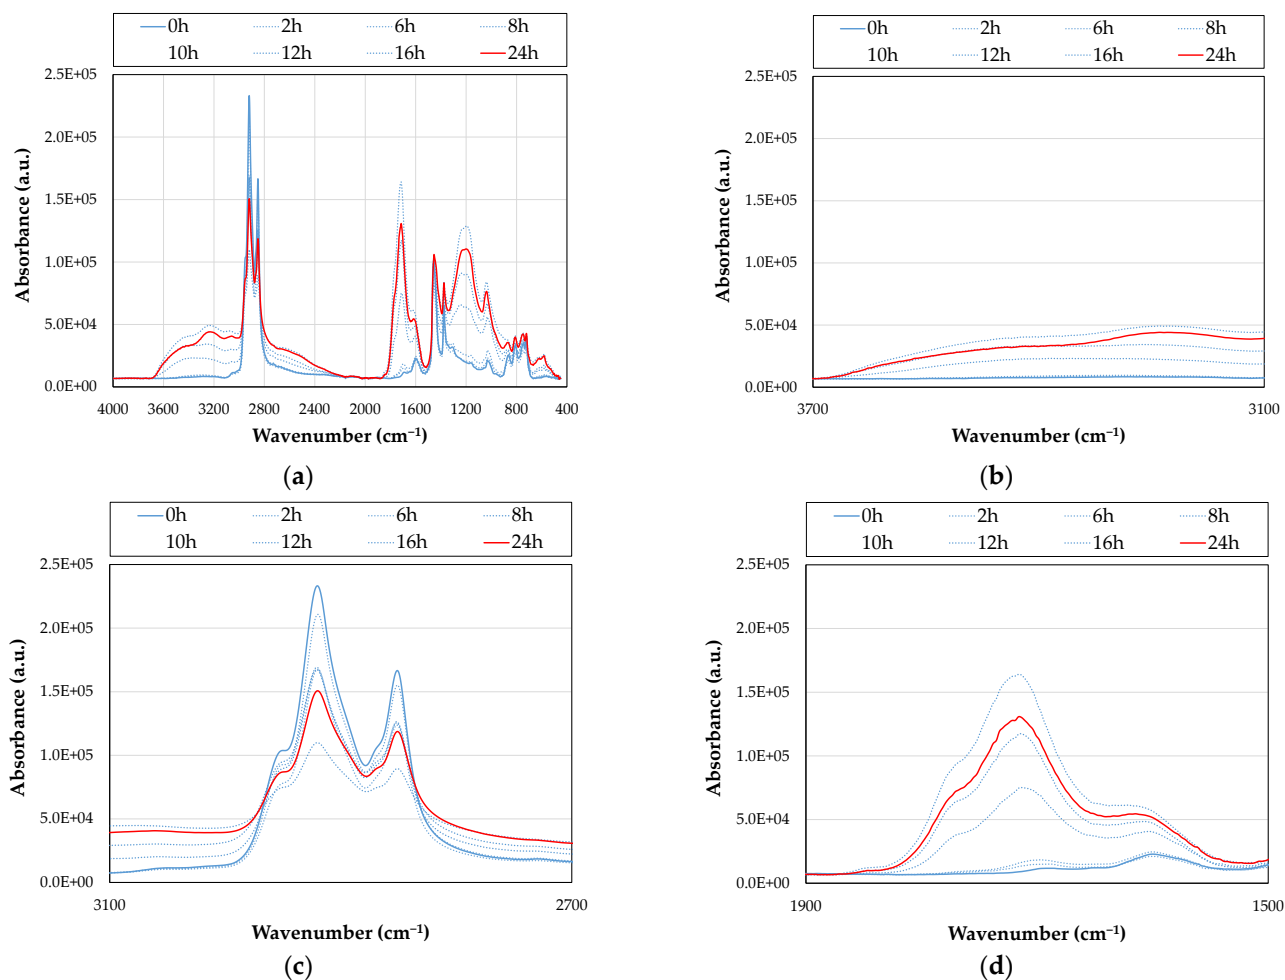 0h 2h 6h 8h
10h 12h 16h 24h
2.5E+05
2.0E+05
1.5E+05
1.0E+05
5.0E+04
0.0E+00
Absorbance (a.u.)
4000 3600 3200 2800 2400 2000 1600 1200 800 400
Wavenumber (cm⁻¹)
(a)
0h 2h 6h 8h
10h 12h 16h 24h
2.5E+05
2.0E+05
1.5E+05
1.0E+05
5.0E+04
0.0E+00
Absorbance (a.u.)
3700 3100
Wavenumber (cm⁻¹)
(b)
0h 2h 6h 8h
10h 12h 16h 24h
2.5E+05
2.0E+05
1.5E+05
1.0E+05
5.0E+04
0.0E+00
Absorbance (a.u.)
3100 2700
Wavenumber (cm⁻¹)
(c)
0h 2h 6h 8h
10h 12h 16h 24h
2.5E+05
2.0E+05
1.5E+05
1.0E+05
5.0E+04
0.0E+00
Absorbance (a.u.)
1900 1500
Wavenumber (cm⁻¹)
(d)